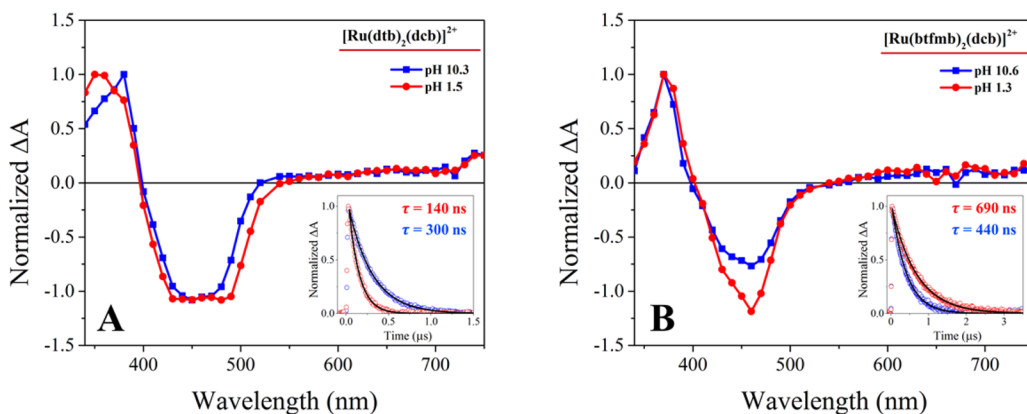 [Ru(dtb)₂(dcb)]²⁺
pH 10.3
pH 1.5
1.5
1.0
0.5
0.0
-0.5
-1.0
-1.5
Normalized ΔA
400
500
600
700
Wavelength (nm)
A
τ = 140 ns
τ = 300 ns
1.0
0.5
0.0
Normalized ΔA
0.0
0.5
1.0
1.5
Time (μs)
[Ru(btfmb)₂(dcb)]²⁺
pH 10.6
pH 1.3
1.5
1.0
0.5
0.0
-0.5
-1.0
-1.5
Normalized ΔA
400
500
600
700
Wavelength (nm)
B
τ = 690 ns
τ = 440 ns
1.0
0.5
0.0
Normalized ΔA
0
1
2
3
Time (μs)